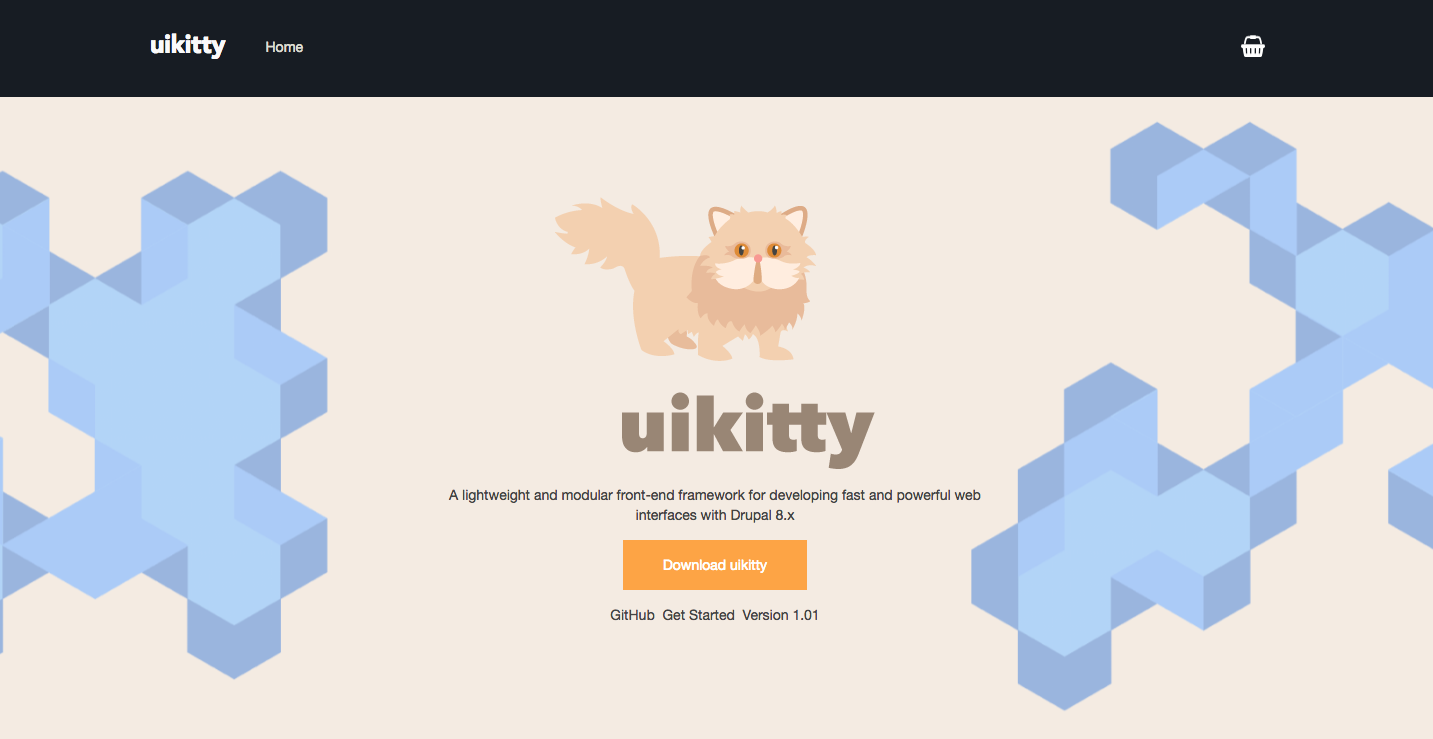 uikitty Home
uikitty
A lightweight and modular front-end framework for developing fast and powerful web
interfaces with Drupal 8.x
Download uikitty
GitHub Get Started Version 1.01